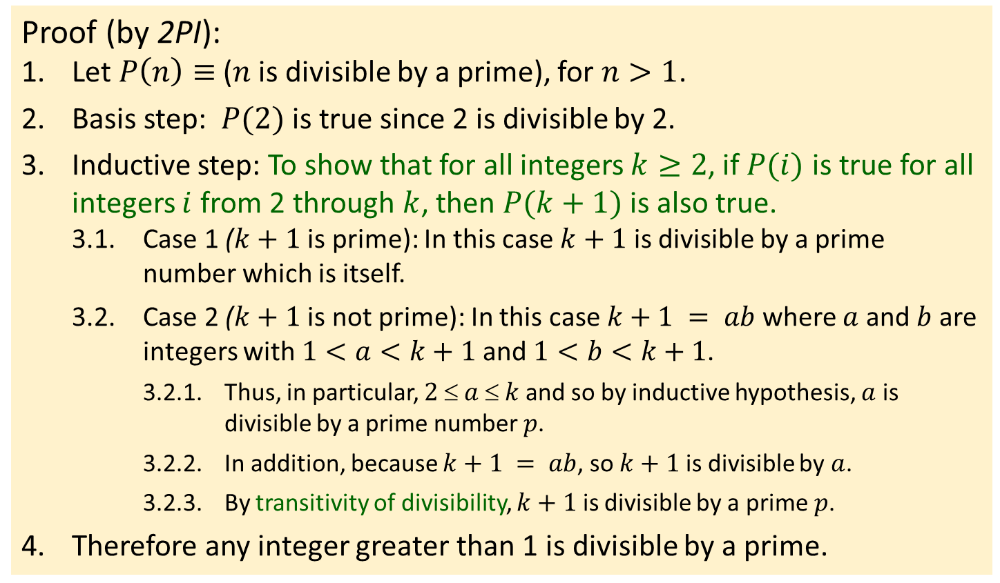 Proof (by 2PI):
1. Let P(n) ≡ (n is divisible by a prime), for n > 1.
2. Basis step: P(2) is true since 2 is divisible by 2.
3. Inductive step: To show that for all integers k ≥ 2, if P(i) is true for all
integers i from 2 through k, then P(k + 1) is also true.
3.1. Case 1 (k + 1 is prime): In this case k + 1 is divisible by a prime
number which is itself.
3.2. Case 2 (k + 1 is not prime): In this case k + 1 = ab where a and b are
integers with 1 < a < k + 1 and 1 < b < k + 1.
3.2.1. Thus, in particular, 2 ≤ a ≤ k and so by inductive hypothesis, a is
divisible by a prime number p.
3.2.2. In addition, because k + 1 = ab, so k + 1 is divisible by a.
3.2.3. By transitivity of divisibility, k + 1 is divisible by a prime p.
4. Therefore any integer greater than 1 is divisible by a prime.